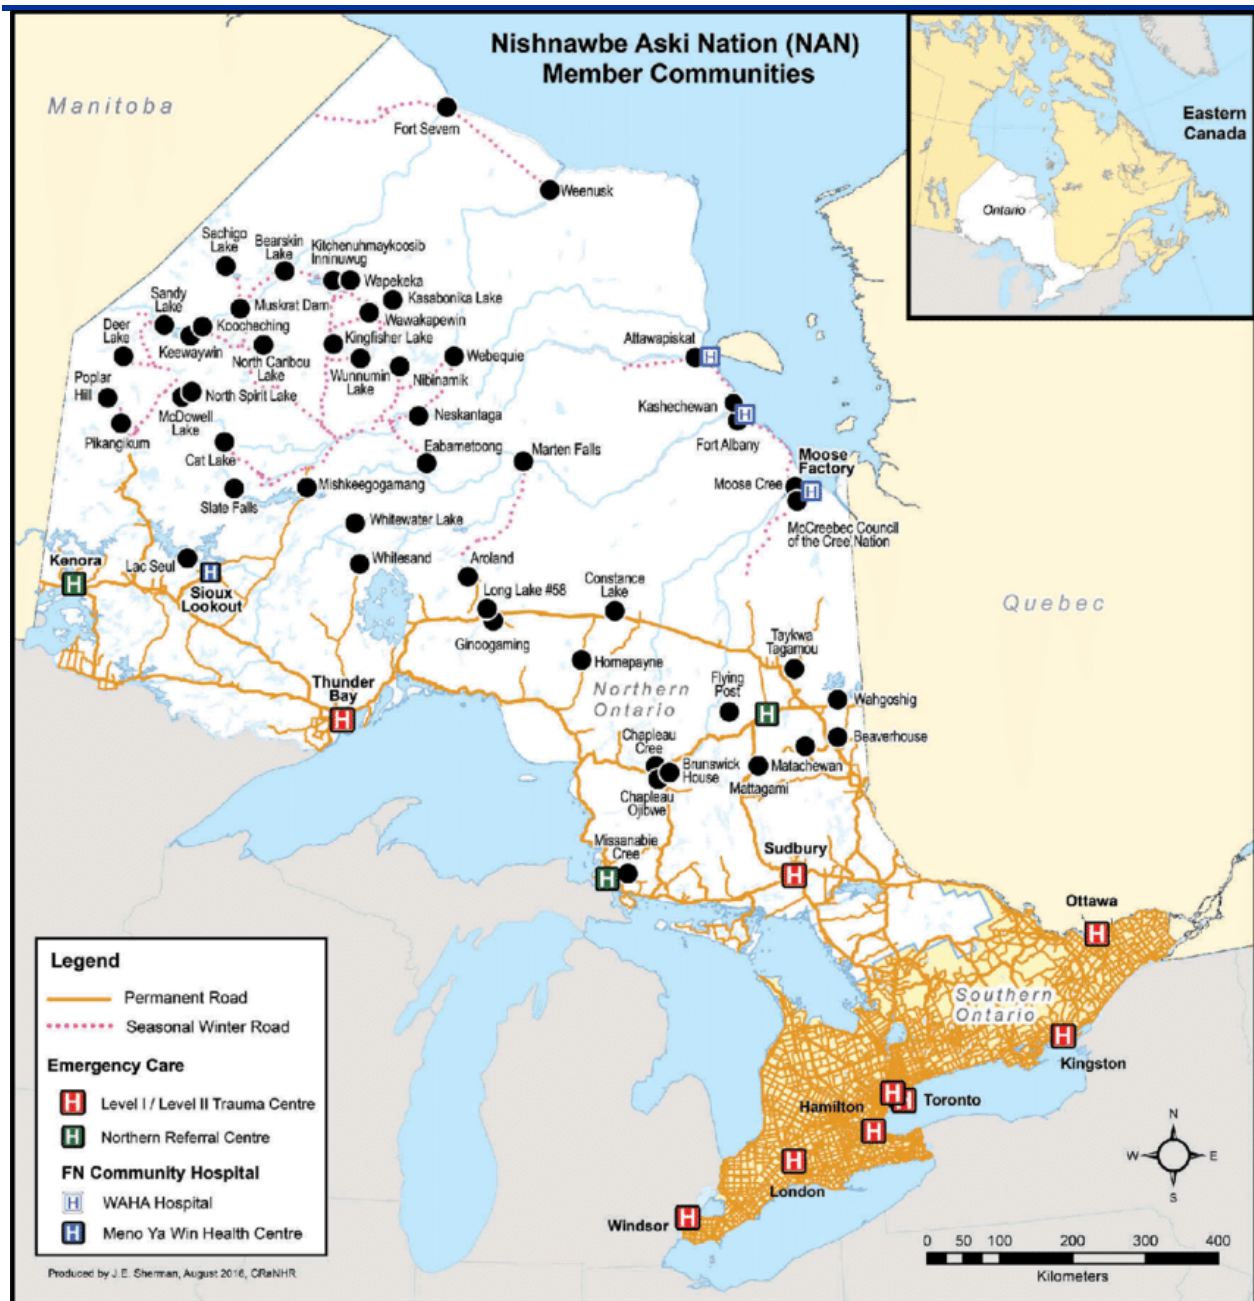 Nishnawbe Aski Nation (NAN)
Member Communities
Manitoba
Eastern
Canada
Ontario
Fort Severn
Weenusk
Sachigo
Lake
Bearskin
Lake
Kitchenuhmaykoosib
Inninuwug
Wapekeka
Kasabonika Lake
Sandy
Lake
Muskrat Dam
Wawakapewin
Deer
Lake
Koocheching
Keewaywin
North Caribou
Lake
Kingfisher Lake
Wunnumin
Lake
Webequie
Nibinamik
Attawapiskat
Poplar
Hill
North Spirit Lake
McDowell
Lake
Neskantaga
Kashechewan
Fort Albany
Pikangikum
Cat Lake
Eabametoong
Marten Falls
Moose
Factory
Moose Cree
Slate Falls
Mishkeegogamang
McCreebec Council
of the Cree Nation
Whitewater Lake
Kenora
Lac Seul
Sioux
Lookout
Whitesand
Aroland
Long Lake #58
Ginoogaming
Constance
Lake
Quebec
Hornepayne
Taykwa
Tagamou
Northern
Ontario
Flying
Post
Wahgoshig
Thunder
Bay
Beaverhouse
Chapleau
Cree
Brunswick
House
Matachewan
Mattagami
Chapleau
Ojibwe
Missanabie
Cree
Sudbury
Ottawa
Southern
Ontario
Kingston
Hamilton
Toronto
London
Windsor
Legend
Permanent Road
Seasonal Winter Road
Emergency Care
H Level I / Level II Trauma Centre
H Northern Referral Centre
FN Community Hospital
H WAHA Hospital
H Meno Ya Win Health Centre
Produced by J.E. Sherman, August 2016, CRaNHR
N
W E
S
0 50 100 200 300 400
Kilometers